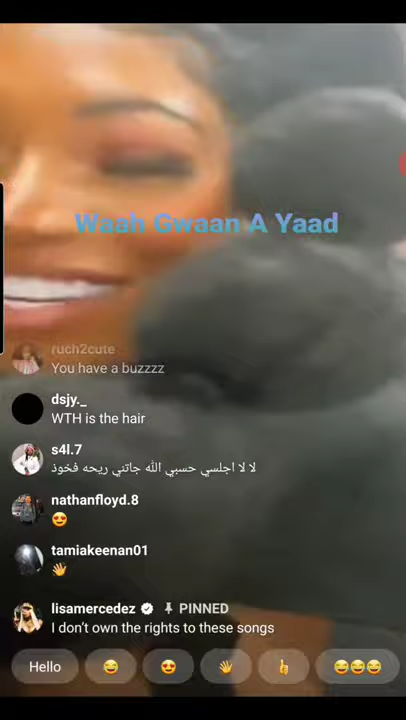 Waah Gwaan A Yaad
ruch2cute
You have a buzzzz
dsjy._
WTH is the hair
s4l.7
لا لا اجلسي حسبي الله جاتني ريحه فخوذ
nathanfloyd.8
😍
tamiakeenan01
👋
lisamercedez PINNED
I don't own the rights to these songs
Hello 😂 😍 👋 👍 😂😂😂